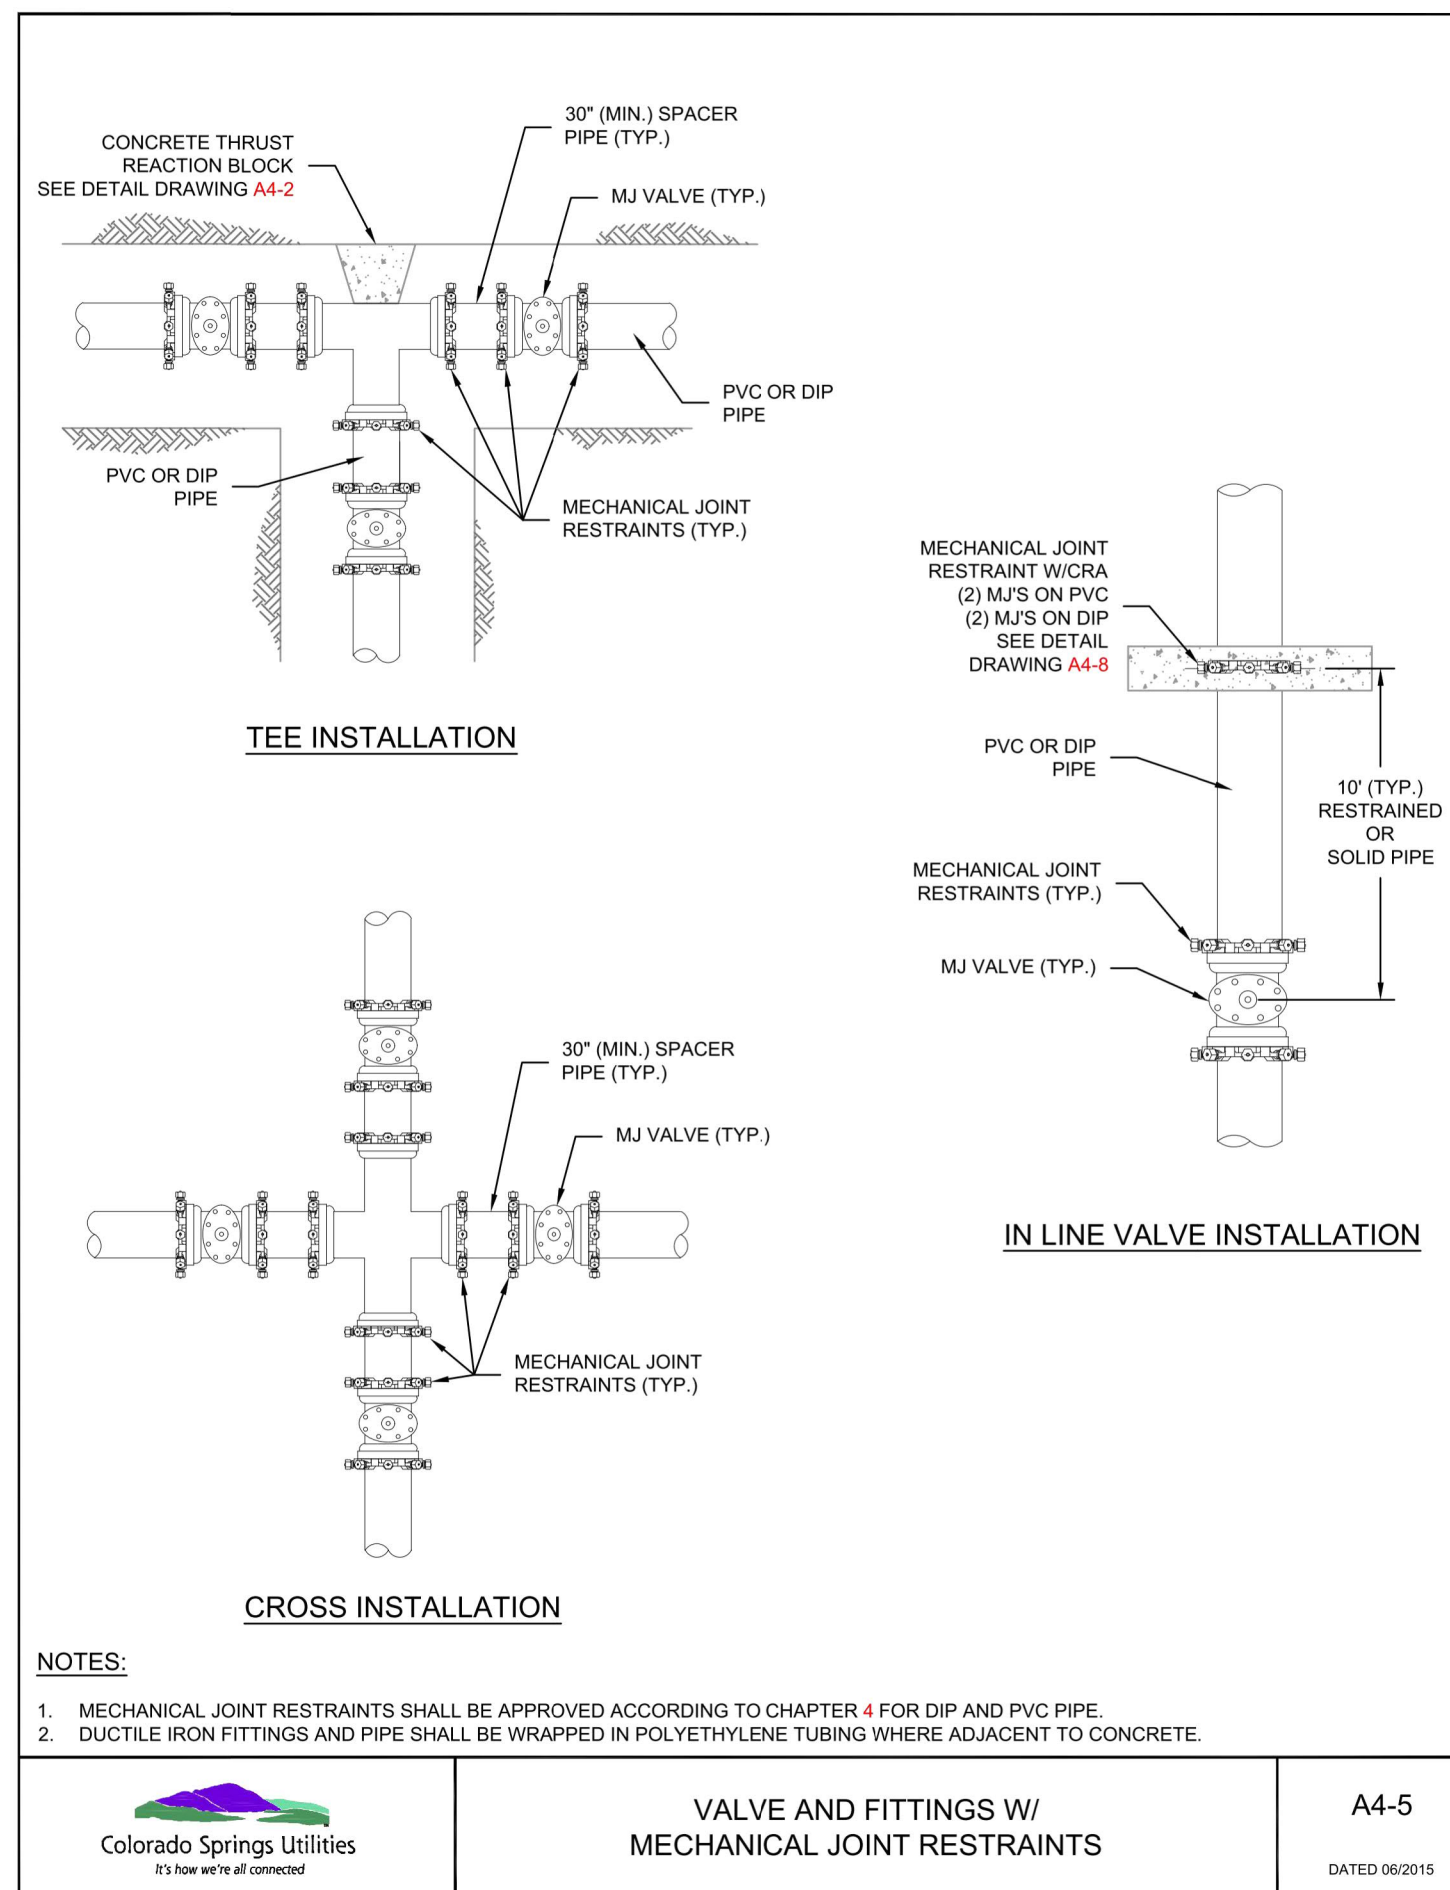 30" (MIN.) SPACER
PIPE (TYP.)
CONCRETE THRUST
REACTION BLOCK
SEE DETAIL DRAWING A4-2
MJ VALVE (TYP.)
PVC OR DIP
PIPE
PVC OR DIP
PIPE
MECHANICAL JOINT
RESTRAINTS (TYP.)
TEE INSTALLATION
MECHANICAL JOINT
RESTRAINT W/CRA
(2) MJ'S ON PVC
(2) MJ'S ON DIP
SEE DETAIL
DRAWING A4-8
PVC OR DIP
PIPE
10' (TYP.)
RESTRAINED
OR
SOLID PIPE
MECHANICAL JOINT
RESTRAINTS (TYP.)
MJ VALVE (TYP.)
IN LINE VALVE INSTALLATION
30" (MIN.) SPACER
PIPE (TYP.)
MJ VALVE (TYP.)
MECHANICAL JOINT
RESTRAINTS (TYP.)
CROSS INSTALLATION
NOTES:
1. MECHANICAL JOINT RESTRAINTS SHALL BE APPROVED ACCORDING TO CHAPTER 4 FOR DIP AND PVC PIPE.
2. DUCTILE IRON FITTINGS AND PIPE SHALL BE WRAPPED IN POLYETHYLENE TUBING WHERE ADJACENT TO CONCRETE.
Colorado Springs Utilities
It's how we're all connected
VALVE AND FITTINGS W/
MECHANICAL JOINT RESTRAINTS
A4-5
DATED 06/2015